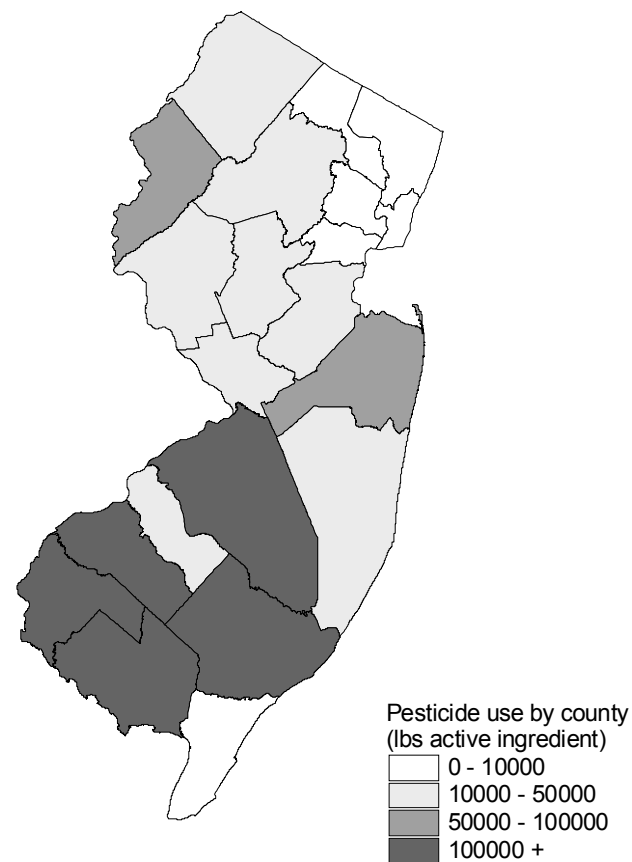 Pesticide use by county
(lbs active ingredient)
0 - 10000
10000 - 50000
50000 - 100000
100000 +